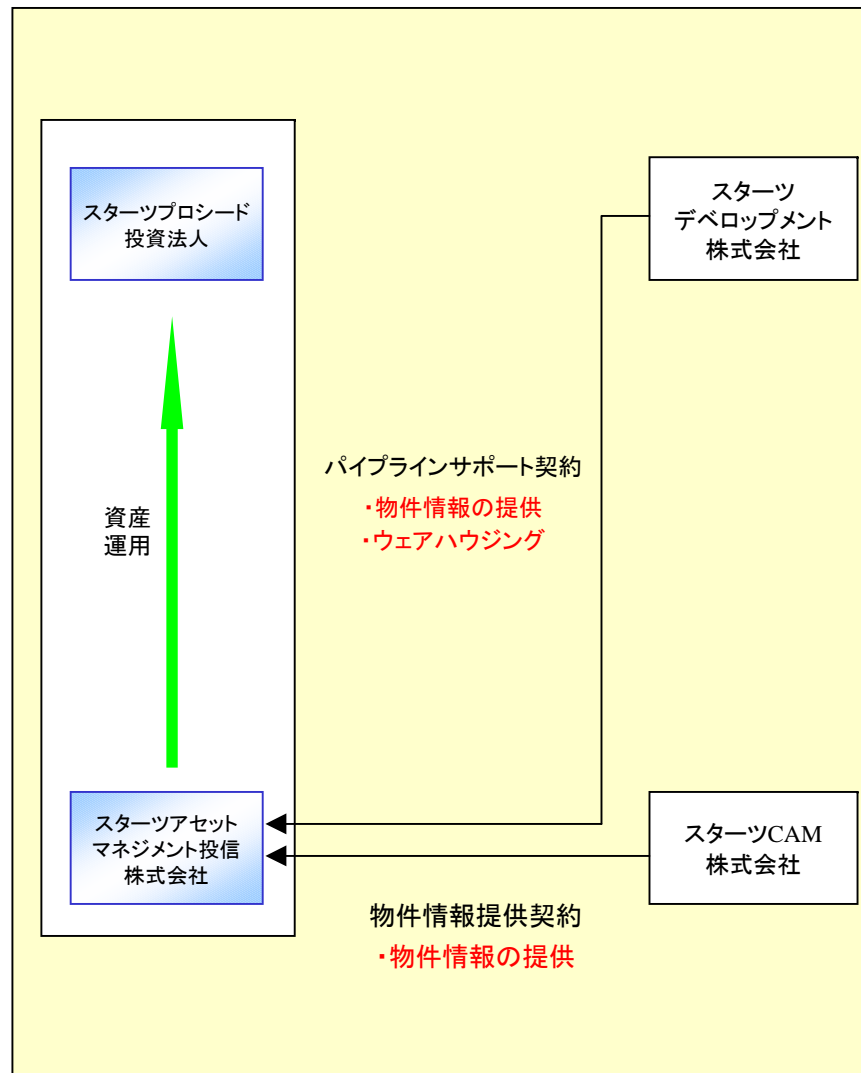 スターツプロシード
投資法人
スターツ
デベロップメント
株式会社
パイプラインサポート契約
・物件情報の提供
・ウェアハウジング
資産
運用
スターツアセット
マネジメント投信
株式会社
スターツCAM
株式会社
物件情報提供契約
・物件情報の提供